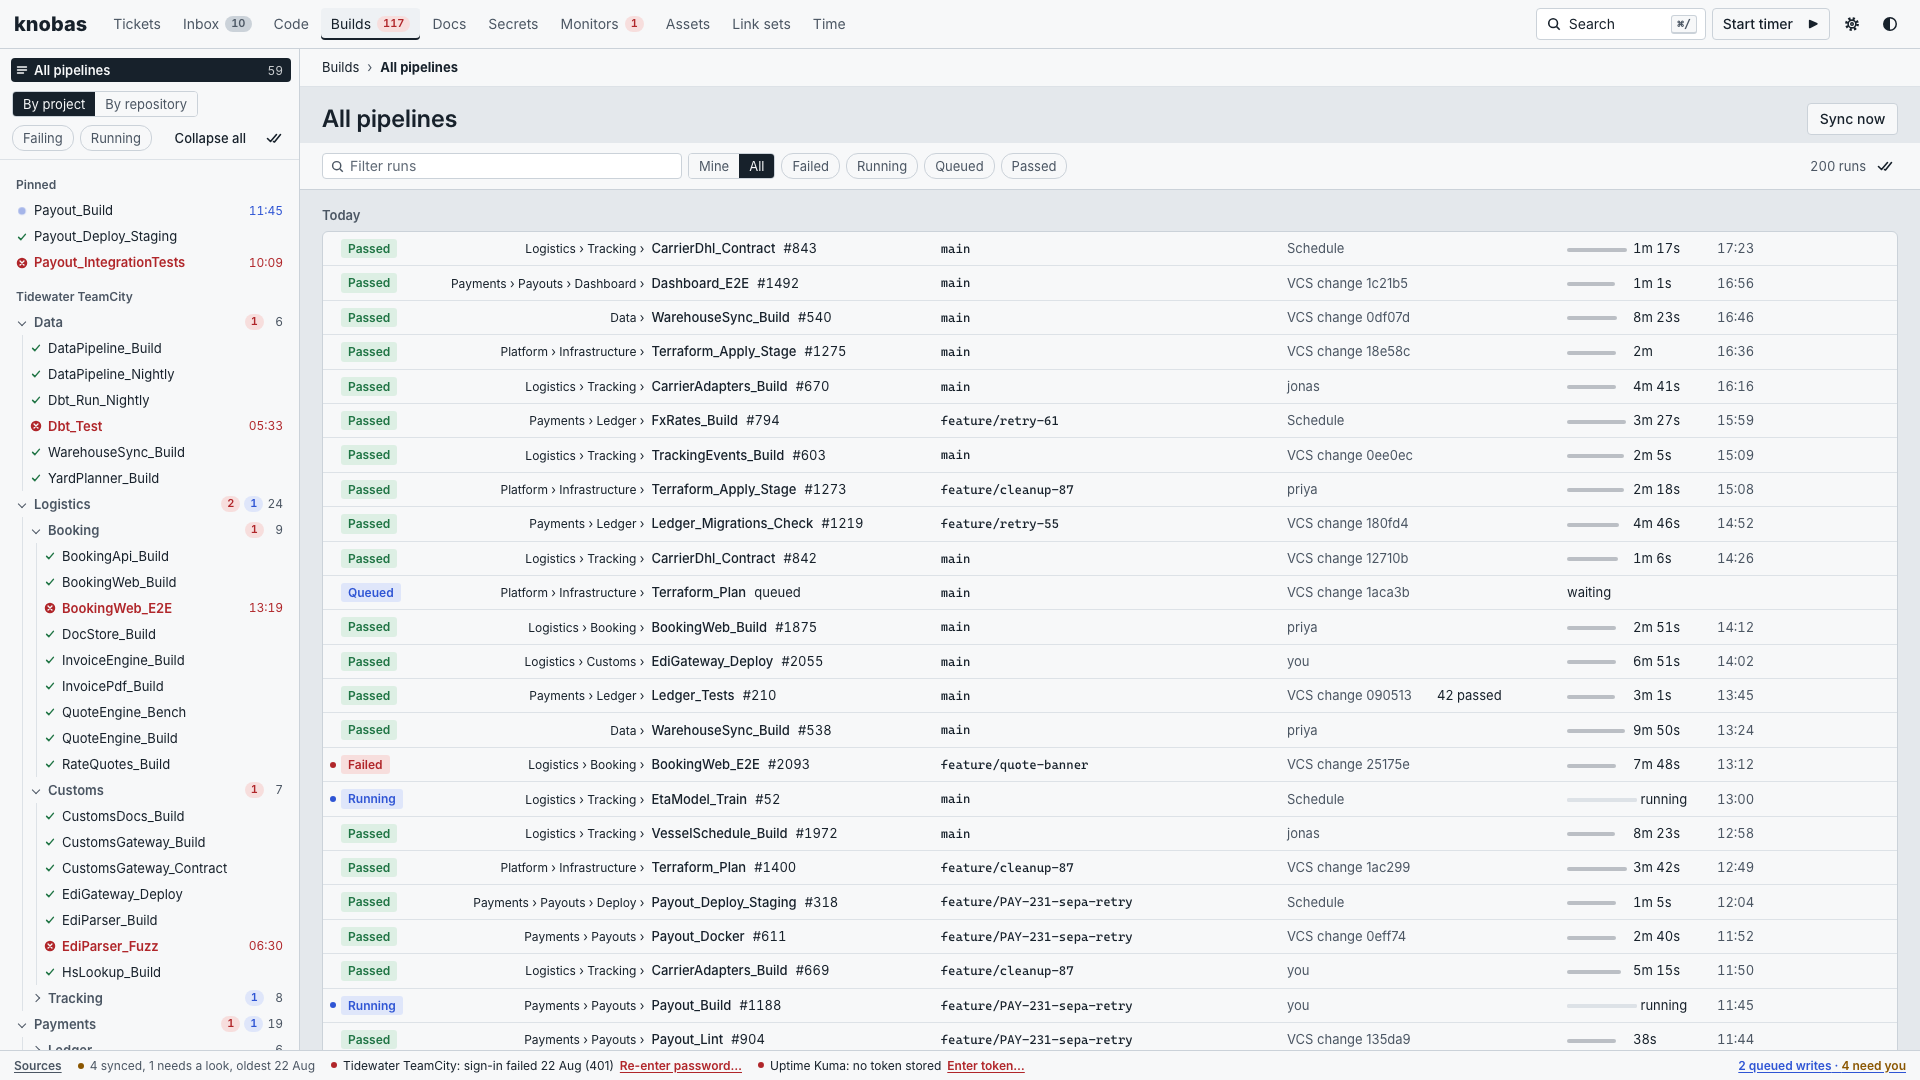 knobas Tickets Inbox 10 Code Builds 117 Docs Secrets Monitors 1 Assets Link sets Time Search ⌘/ Start timer
All pipelines 59
By project By repository
Failing Running Collapse all
Pinned
Payout_Build 11:45
Payout_Deploy_Staging
Payout_IntegrationTests 10:09
Tidewater TeamCity
Data 1 6
DataPipeline_Build
DataPipeline_Nightly
Dbt_Run_Nightly
Dbt_Test 05:33
WarehouseSync_Build
YardPlanner_Build
Logistics 2 1 24
Booking 1 9
BookingApi_Build
BookingWeb_Build
BookingWeb_E2E 13:19
DocStore_Build
InvoiceEngine_Build
InvoicePdf_Build
QuoteEngine_Bench
QuoteEngine_Build
RateQuotes_Build
Customs 1 7
CustomsDocs_Build
CustomsGateway_Build
CustomsGateway_Contract
EdiGateway_Deploy
EdiParser_Build
EdiParser_Fuzz 06:30
HsLookup_Build
Tracking 1 8
Payments 1 1 19
Builds › All pipelines
All pipelines Sync now
Filter runs Mine All Failed Running Queued Passed 200 runs
Today
Passed Logistics › Tracking › CarrierDhl_Contract #843 main Schedule 1m 17s 17:23
Passed Payments › Payouts › Dashboard › Dashboard_E2E #1492 main VCS change 1c21b5 1m 1s 16:56
Passed Data › WarehouseSync_Build #540 main VCS change 0df07d 8m 23s 16:46
Passed Platform › Infrastructure › Terraform_Apply_Stage #1275 main VCS change 18e58c 2m 16:36
Passed Logistics › Tracking › CarrierAdapters_Build #670 main jonas 4m 41s 16:16
Passed Payments › Ledger › FxRates_Build #794 feature/retry-61 Schedule 3m 27s 15:59
Passed Logistics › Tracking › TrackingEvents_Build #603 main VCS change 0ee0ec 2m 5s 15:09
Passed Platform › Infrastructure › Terraform_Apply_Stage #1273 feature/cleanup-87 priya 2m 18s 15:08
Passed Payments › Ledger › Ledger_Migrations_Check #1219 feature/retry-55 VCS change 180fd4 4m 46s 14:52
Passed Logistics › Tracking › CarrierDhl_Contract #842 main VCS change 12710b 1m 6s 14:26
Queued Platform › Infrastructure › Terraform_Plan queued main VCS change 1aca3b waiting
Passed Logistics › Booking › BookingWeb_Build #1875 main priya 2m 51s 14:12
Passed Logistics › Customs › EdiGateway_Deploy #2055 main you 6m 51s 14:02
Passed Payments › Ledger › Ledger_Tests #210 main VCS change 090513 42 passed 3m 1s 13:45
Passed Data › WarehouseSync_Build #538 main priya 9m 50s 13:24
Failed Logistics › Booking › BookingWeb_E2E #2093 feature/quote-banner VCS change 25175e 7m 48s 13:12
Running Logistics › Tracking › EtaModel_Train #52 main Schedule running 13:00
Passed Logistics › Tracking › VesselSchedule_Build #1972 main jonas 8m 23s 12:58
Passed Platform › Infrastructure › Terraform_Plan #1400 feature/cleanup-87 VCS change 1ac299 3m 42s 12:49
Passed Payments › Payouts › Deploy › Payout_Deploy_Staging #318 feature/PAY-231-sepa-retry Schedule 1m 5s 12:04
Passed Payments › Payouts › Payout_Docker #611 feature/PAY-231-sepa-retry VCS change 0eff74 2m 40s 11:52
Passed Logistics › Tracking › CarrierAdapters_Build #669 feature/cleanup-87 you 5m 15s 11:50
Running Payments › Payouts › Payout_Build #1188 feature/PAY-231-sepa-retry you running 11:45
Passed Payments › Payouts › Payout_Lint #904 feature/PAY-231-sepa-retry VCS change 135da9 38s 11:44
Sources 4 synced, 1 needs a look, oldest 22 Aug Tidewater TeamCity: sign-in failed 22 Aug (401) Re-enter password... Uptime Kuma: no token stored Enter token... 2 queued writes · 4 need you